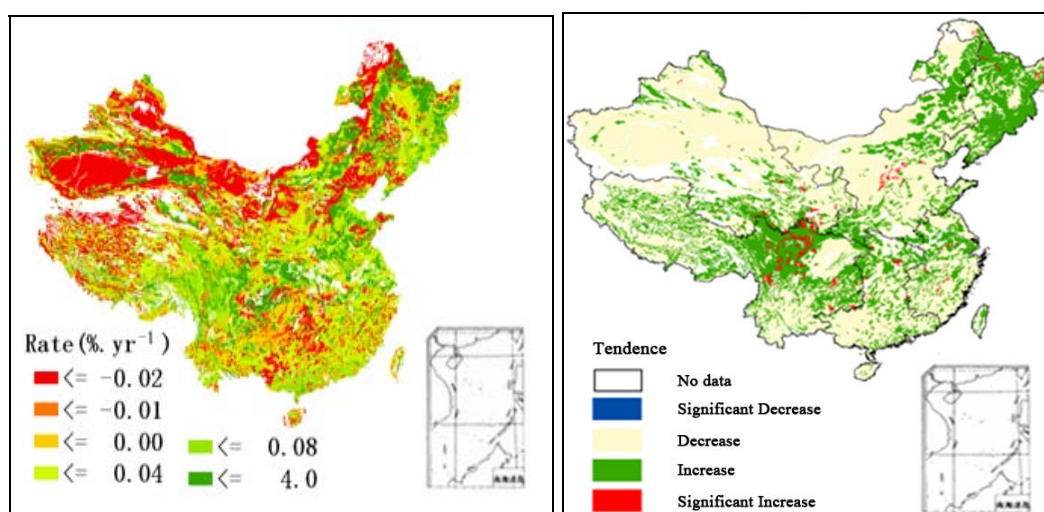 Rate(%. yr⁻¹)
<= -0.02
<= -0.01
<= 0.00
<= 0.04
<= 0.08
<= 4.0
Tendence
No data
Significant Decrease
Decrease
Increase
Significant Increase